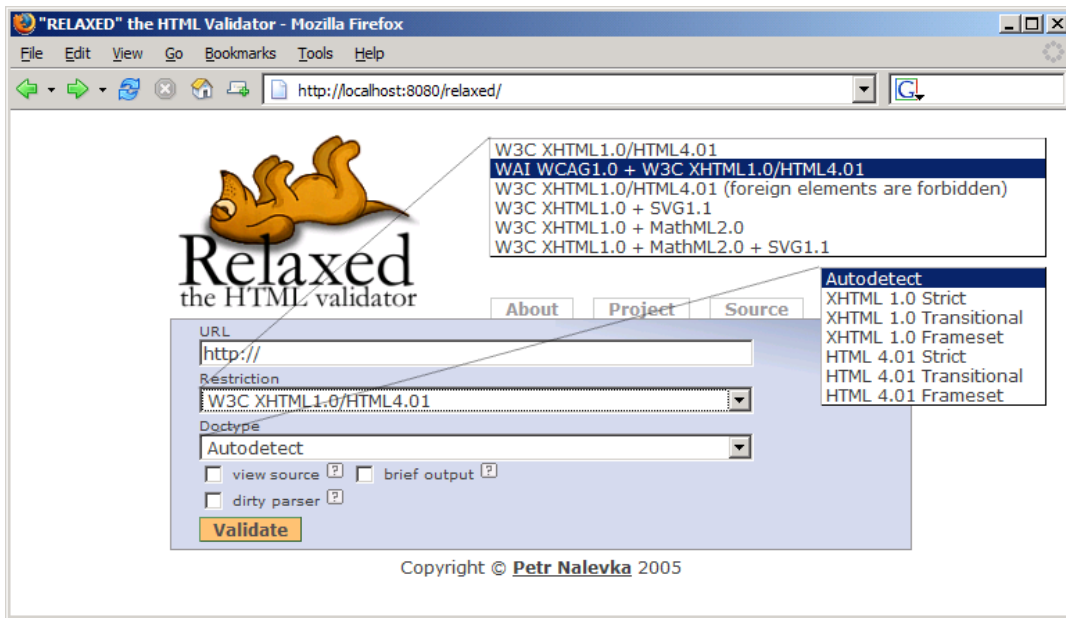 "RELAXED" the HTML Validator - Mozilla Firefox
File Edit View Go Bookmarks Tools Help
http://localhost:8080/relaxed/
G
W3C XHTML1.0/HTML4.01
WAI WCAG1.0 + W3C XHTML1.0/HTML4.01
W3C XHTML1.0/HTML4.01 (foreign elements are forbidden)
W3C XHTML1.0 + SVG1.1
W3C XHTML1.0 + MathML2.0
W3C XHTML1.0 + MathML2.0 + SVG1.1
Relaxed
the HTML validator
About Project Source
Autodetect
XHTML 1.0 Strict
XHTML 1.0 Transitional
XHTML 1.0 Frameset
HTML 4.01 Strict
HTML 4.01 Transitional
HTML 4.01 Frameset
URL
http://
Restriction
W3C XHTML1.0/HTML4.01
Doctype
Autodetect
view source ? brief output ?
dirty parser ?
Validate
Copyright © Petr Nalevka 2005